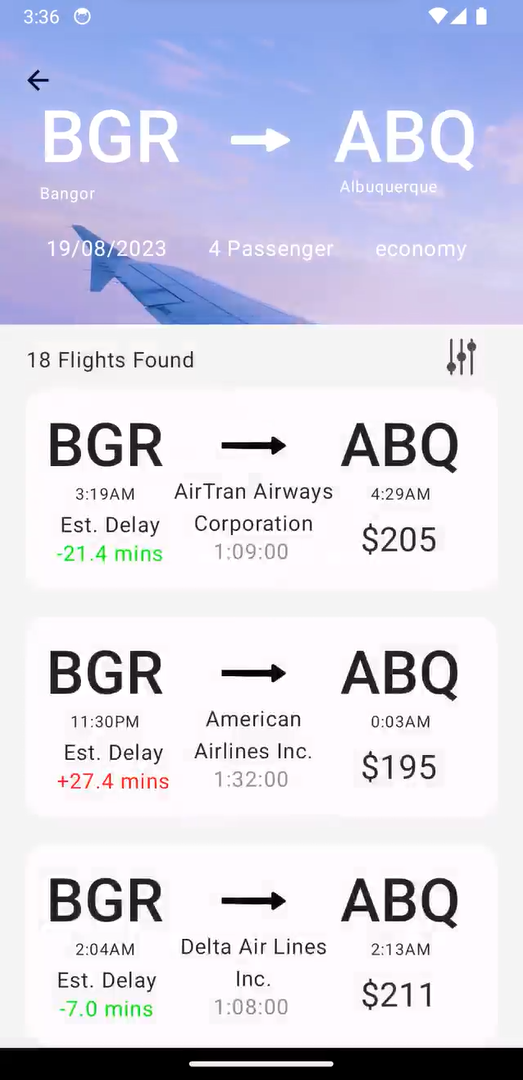 3:36
BGR ABQ
Bangor Albuquerque
19/08/2023 4 Passenger economy
18 Flights Found
BGR ABQ
3:19AM AirTran Airways Corporation 4:29AM
Est. Delay 1:09:00 $205
-21.4 mins
BGR ABQ
11:30PM American Airlines Inc. 0:03AM
Est. Delay 1:32:00 $195
+27.4 mins
BGR ABQ
2:04AM Delta Air Lines Inc. 2:13AM
Est. Delay 1:08:00 $211
-7.0 mins